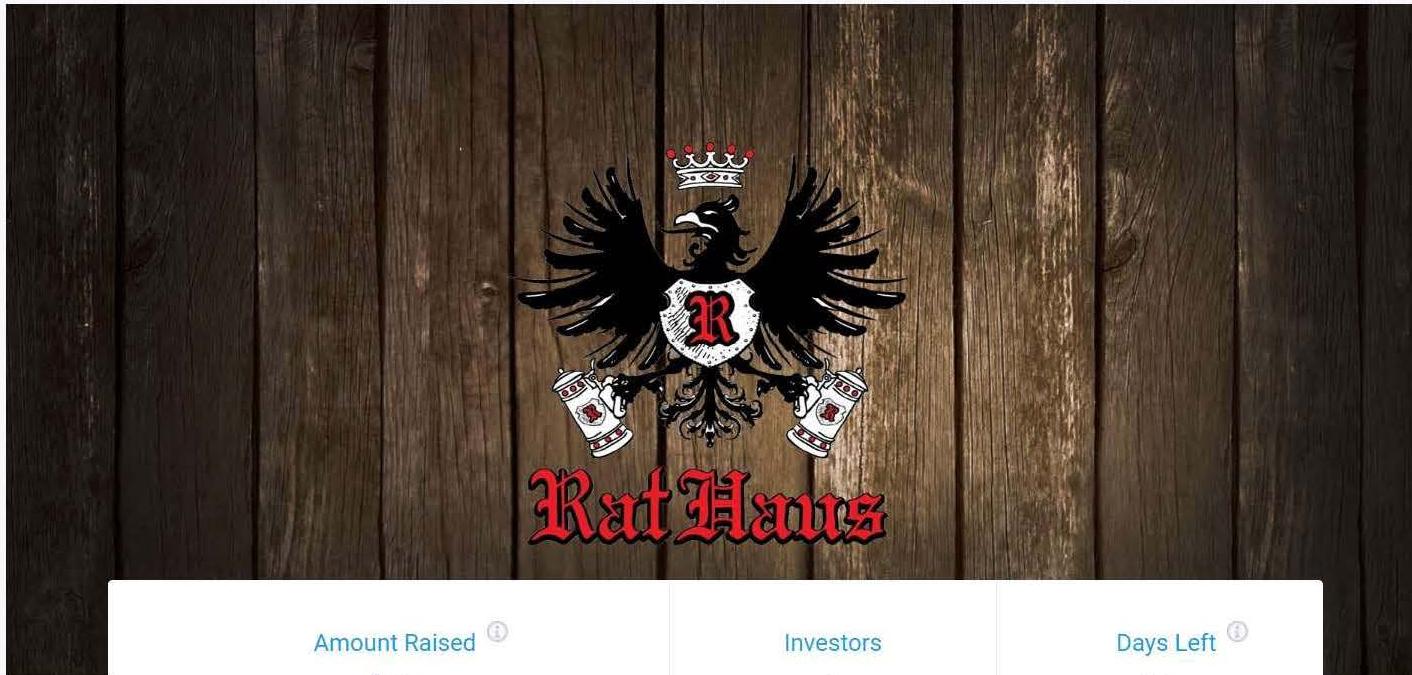 R
R
R
Rat Haus
Amount Raised
Investors
Days Left